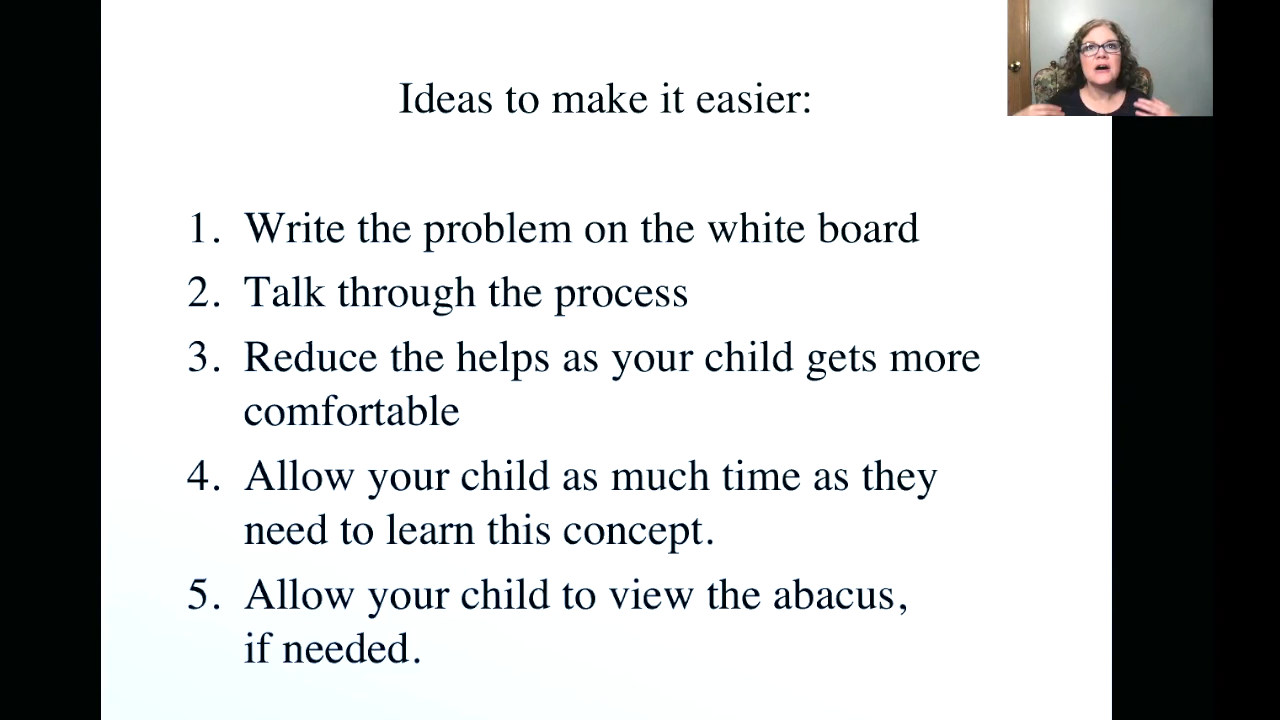 Ideas to make it easier:
1. Write the problem on the white board
2. Talk through the process
3. Reduce the helps as your child gets more
comfortable
4. Allow your child as much time as they
need to learn this concept.
5. Allow your child to view the abacus,
if needed.